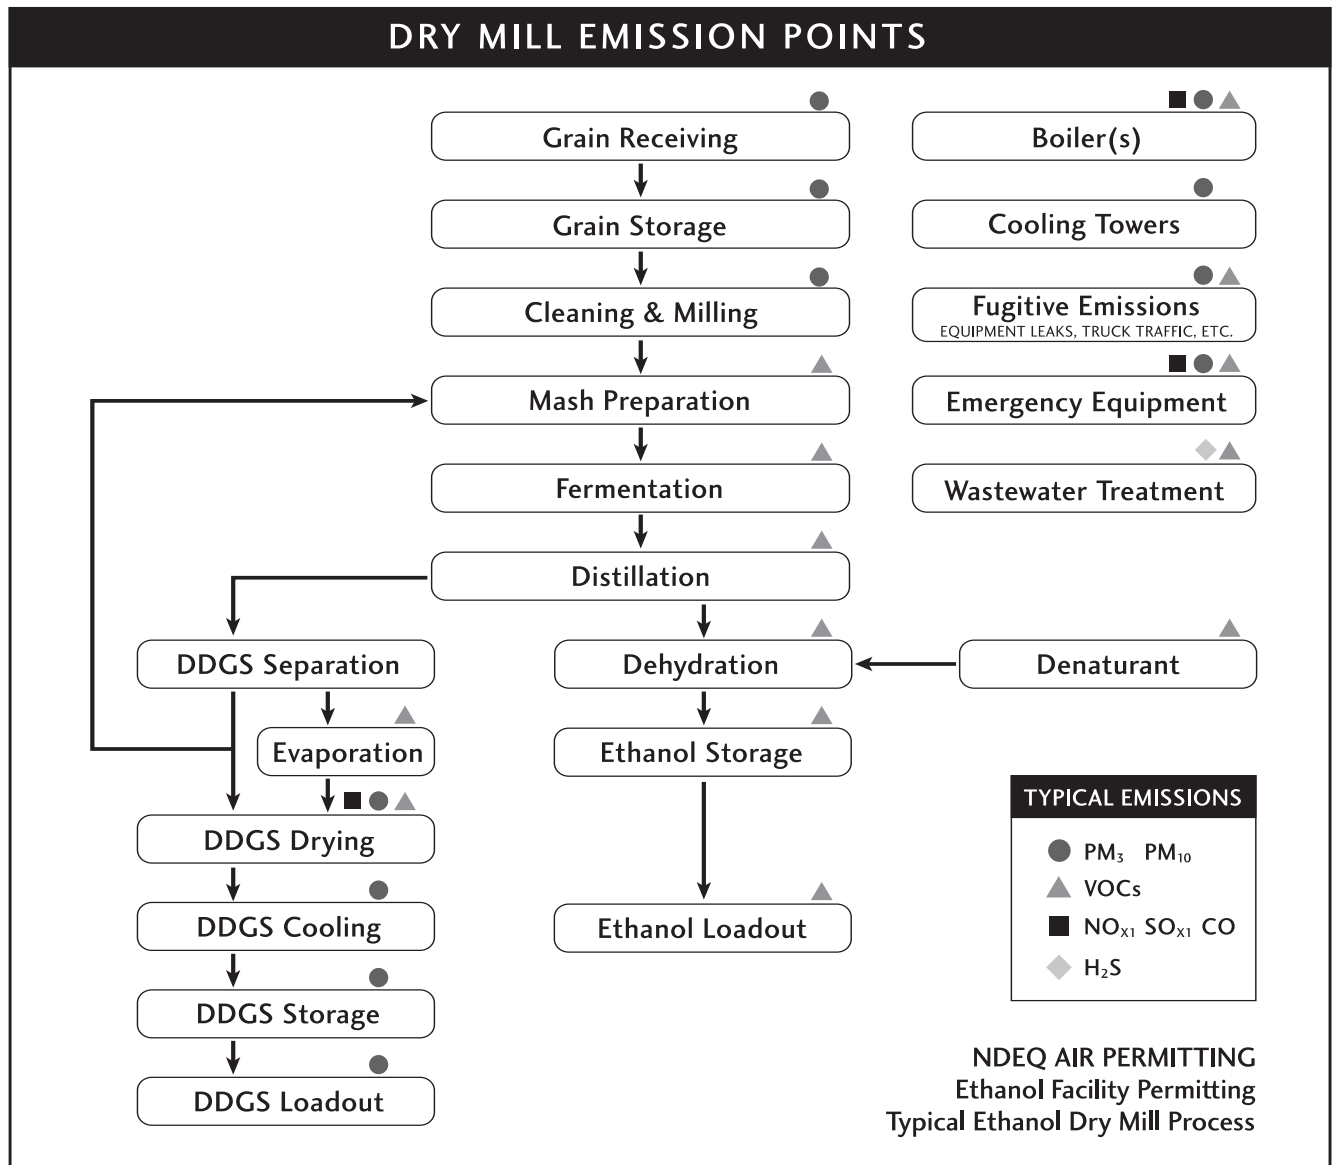 DRY MILL EMISSION POINTS
Grain Receiving
Grain Storage
Cleaning & Milling
Mash Preparation
Fermentation
Distillation
DDGS Separation
Evaporation
DDGS Drying
DDGS Cooling
DDGS Storage
DDGS Loadout
Dehydration
Ethanol Storage
Ethanol Loadout
Boiler(s)
Cooling Towers
Fugitive Emissions
EQUIPMENT LEAKS, TRUCK TRAFFIC, ETC.
Emergency Equipment
Wastewater Treatment
Denaturant
TYPICAL EMISSIONS
PM₃ PM₁₀
VOCs
NOₓ₁ SOₓ₁ CO
H₂S
NDEQ AIR PERMITTING
Ethanol Facility Permitting
Typical Ethanol Dry Mill Process